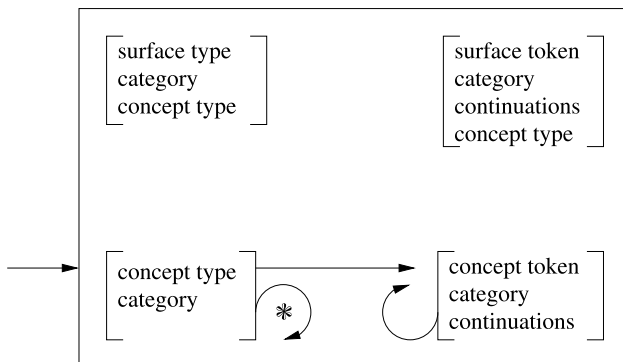 surface type
category
concept type
surface token
category
continuations
concept type
concept type
category
*
concept token
category
continuations